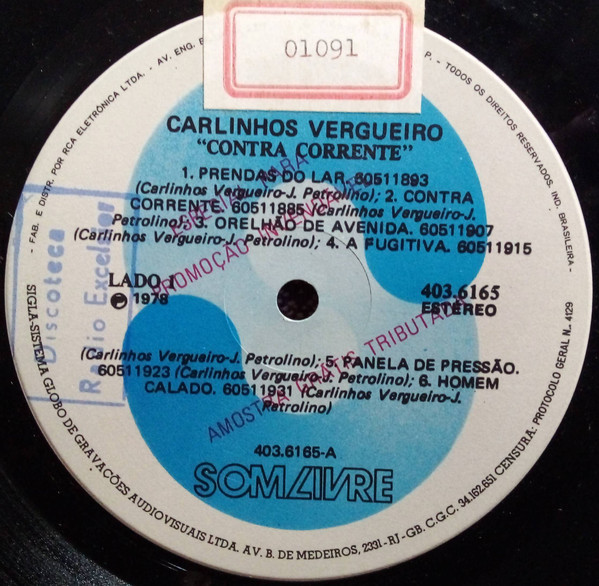 01091
- FAB. E DISTR. POR RCA ELETRÔNICA LTDA. - AV. ENG. B
P. - TODOS OS DIREITOS RESERVADOS. IND. BRASILEIRA -
CARLINHOS VERGUEIRO
"CONTRA CORRENTE"
1. PRENDAS DO LAR. 60511893
(Carlinhos Vergueiro-J. Petrolino); 2. CONTRA
CORRENTE. 60511885 (Carlinhos Vergueiro-J.
Petrolino); 3. ORELHÃO DE AVENIDA. 60511907
(Carlinhos Vergueiro-J. Petrolino); 4. A FUGITIVA. 60511915
LADO 1
℗ 1978
403.6165
ESTÉREO
(Carlinhos Vergueiro-J. Petrolino); 5. PANELA DE PRESSÃO.
60511923 (Carlinhos Vergueiro-J. Petrolino); 6. HOMEM
CALADO. 60511931 (Carlinhos Vergueiro-J.
Petrolino)
403.6165-A
SOM LIVRE
SIGLA-SISTEMA GLOBO DE GRAVAÇÕES AUDIOVISUAIS LTDA. AV. B. DE MEDEIROS, 2331 - RJ - GB. C.G.C. 34.162.651 CENSURA: PROTOCOLO GERAL N.. 4129
Discoteca
Radio Excelsior
PARA
PROMOÇÃO
AMOSTRA GRÁTIS TRIBUTADA